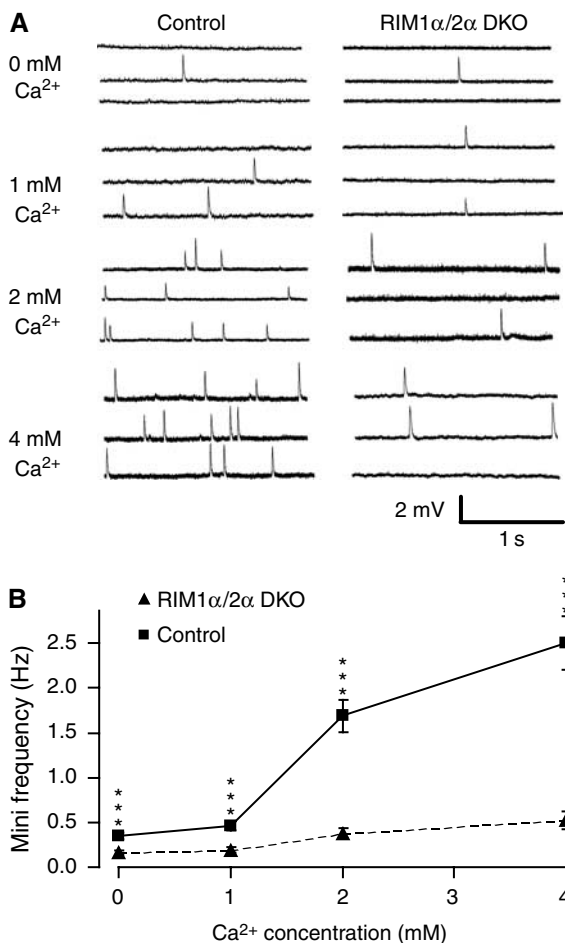 A
Control
RIM1α/2α DKO
0 mM
Ca²⁺
1 mM
Ca²⁺
2 mM
Ca²⁺
4 mM
Ca²⁺
2 mV
1 s
B
RIM1α/2α DKO
Control
Mini frequency (Hz)
2.5
2.0
1.5
1.0
0.5
0.0
***
***
***
***
0
1
2
3
4
Ca²⁺ concentration (mM)